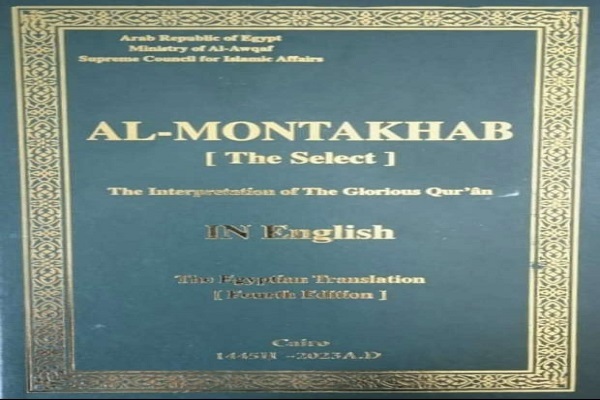 Arab Republic of Egypt
Ministry of Al-Awqaf
Supreme Council for Islamic Affairs
AL-MONTAKHAB
[ The Select ]
The Interpretation of The Glorious Qur'ân
IN English
The Egyptian Translation
[ Fourth Edition ]
Cairo
1445H -2023A.D